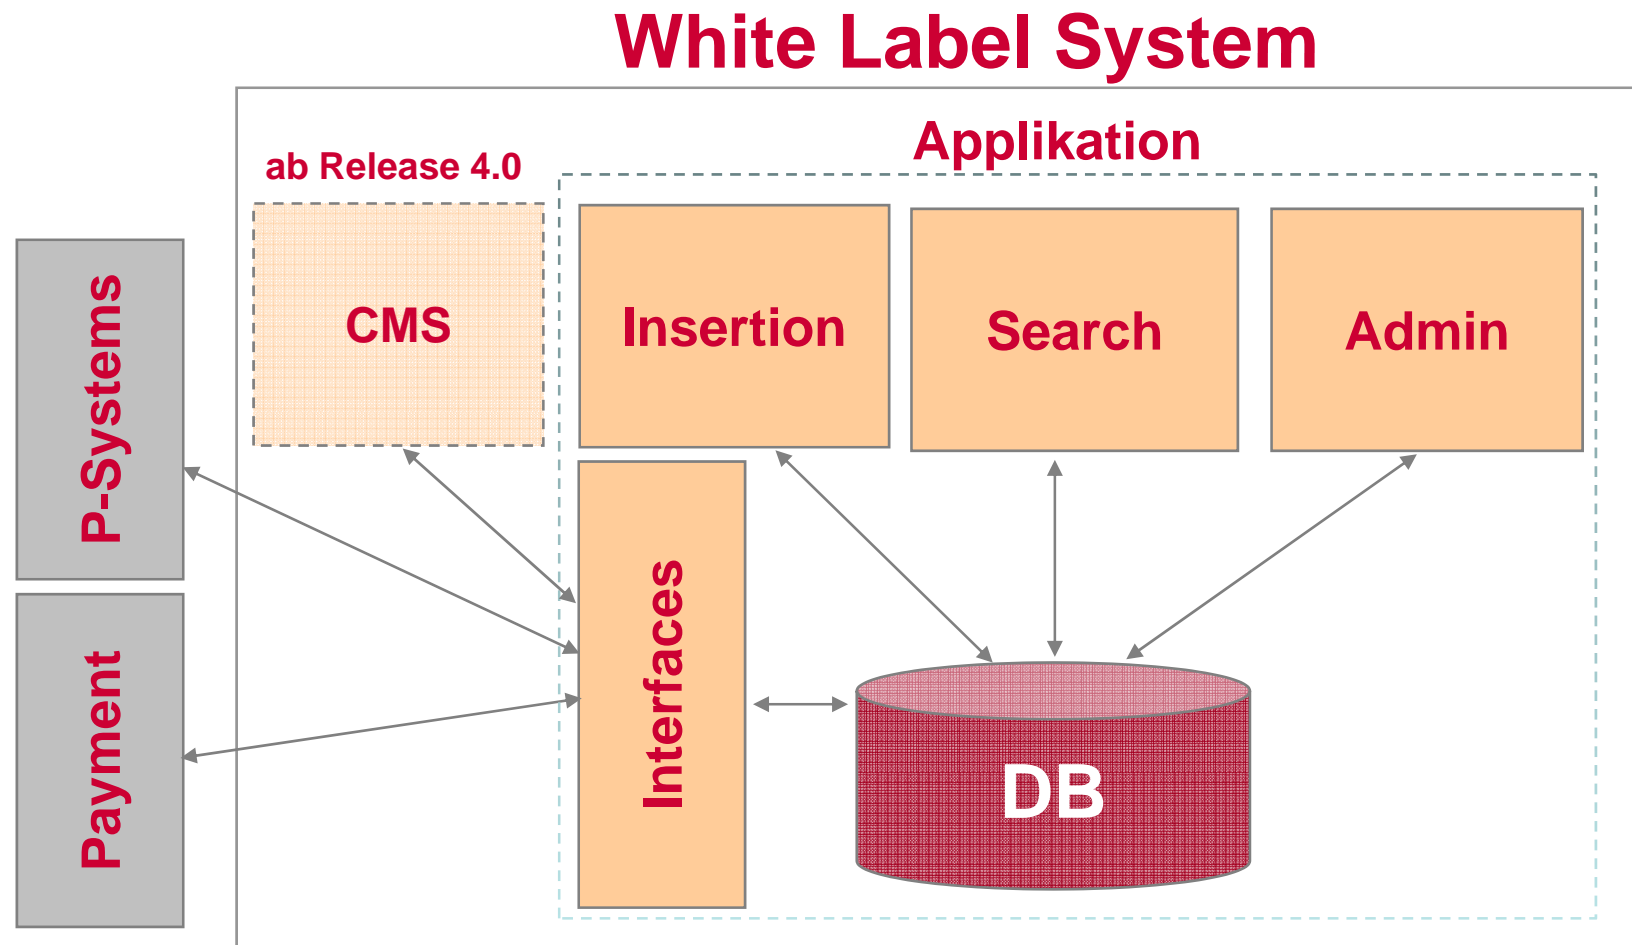 White Label System
Applikation
ab Release 4.0
CMS
Insertion
Search
Admin
P-Systems
Payment
Interfaces
DB